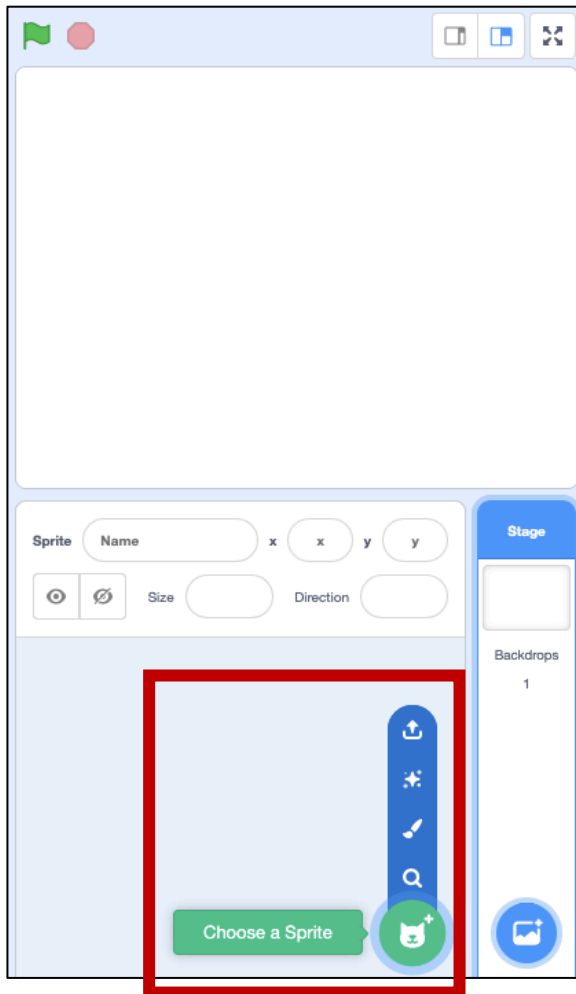 Sprite Name x x y y
Size Direction
Stage
Backdrops
1
Choose a Sprite